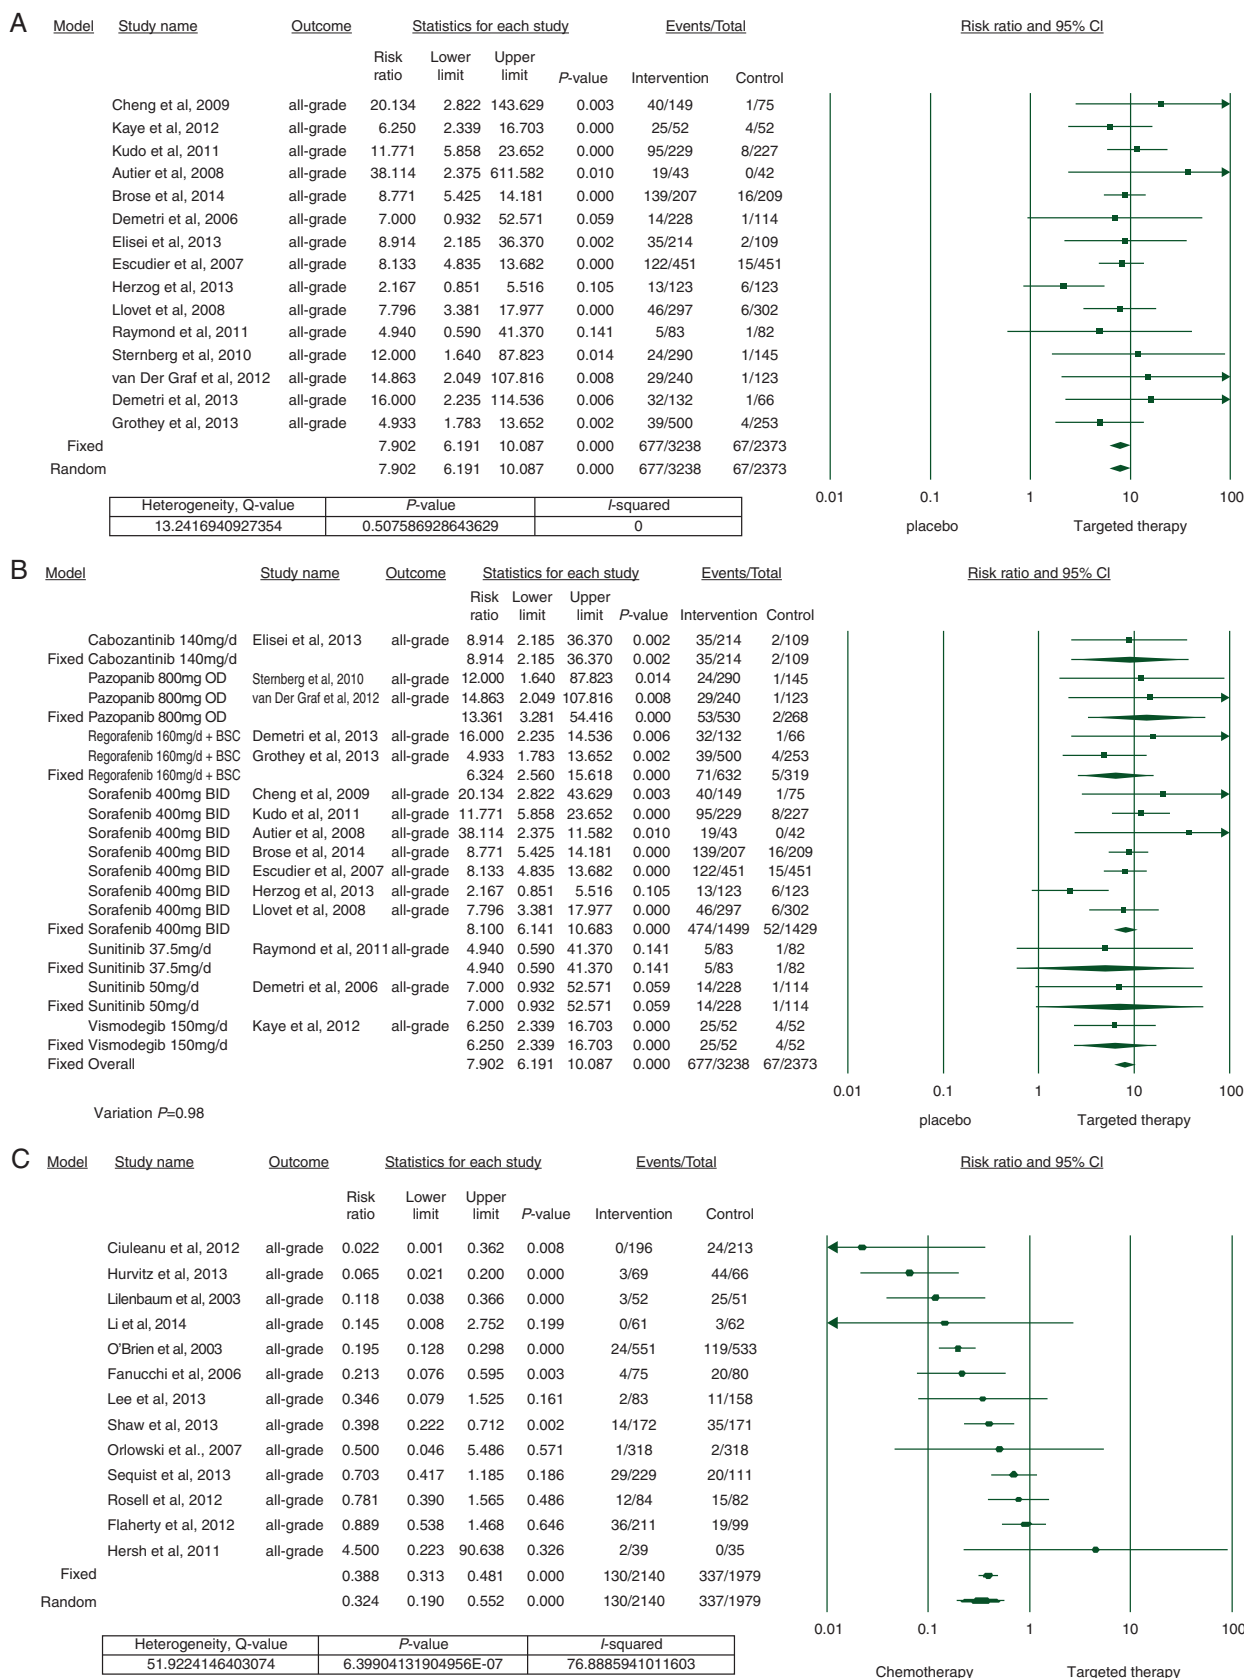 A Model Study name Outcome Statistics for each study Events/Total Risk ratio and 95% CI
Risk ratio Lower limit Upper limit P-value Intervention Control
Cheng et al, 2009 all-grade 20.134 2.822 143.629 0.003 40/149 1/75
Kaye et al, 2012 all-grade 6.250 2.339 16.703 0.000 25/52 4/52
Kudo et al, 2011 all-grade 11.771 5.858 23.652 0.000 95/229 8/227
Autier et al, 2008 all-grade 38.114 2.375 611.582 0.010 19/43 0/42
Brose et al, 2014 all-grade 8.771 5.425 14.181 0.000 139/207 16/209
Demetri et al, 2006 all-grade 7.000 0.932 52.571 0.059 14/228 1/114
Elisei et al, 2013 all-grade 8.914 2.185 36.370 0.002 35/214 2/109
Escudier et al, 2007 all-grade 8.133 4.835 13.682 0.000 122/451 15/451
Herzog et al, 2013 all-grade 2.167 0.851 5.516 0.105 13/123 6/123
Llovet et al, 2008 all-grade 7.796 3.381 17.977 0.000 46/297 6/302
Raymond et al, 2011 all-grade 4.940 0.590 41.370 0.141 5/83 1/82
Sternberg et al, 2010 all-grade 12.000 1.640 87.823 0.014 24/290 1/145
van Der Graf et al, 2012 all-grade 14.863 2.049 107.816 0.008 29/240 1/123
Demetri et al, 2013 all-grade 16.000 2.235 114.536 0.006 32/132 1/66
Grothey et al, 2013 all-grade 4.933 1.783 13.652 0.002 39/500 4/253
Fixed 7.902 6.191 10.087 0.000 677/3238 67/2373
Random 7.902 6.191 10.087 0.000 677/3238 67/2373
0.01 0.1 1 10 100
placebo Targeted therapy
Heterogeneity, Q-value P-value I-squared
13.2416940927354 0.507586928643629 0
B Model Study name Outcome Statistics for each study Events/Total Risk ratio and 95% CI
Risk ratio Lower limit Upper limit P-value Intervention Control
Cabozantinib 140mg/d Elisei et al, 2013 all-grade 8.914 2.185 36.370 0.002 35/214 2/109
Fixed Cabozantinib 140mg/d 8.914 2.185 36.370 0.002 35/214 2/109
Pazopanib 800mg OD Sternberg et al, 2010 all-grade 12.000 1.640 87.823 0.014 24/290 1/145
Pazopanib 800mg OD van Der Graf et al, 2012 all-grade 14.863 2.049 107.816 0.008 29/240 1/123
Fixed Pazopanib 800mg OD 13.361 3.281 54.416 0.000 53/530 2/268
Regorafenib 160mg/d + BSC Demetri et al, 2013 all-grade 16.000 2.235 14.536 0.006 32/132 1/66
Regorafenib 160mg/d + BSC Grothey et al, 2013 all-grade 4.933 1.783 13.652 0.002 39/500 4/253
Fixed Regorafenib 160mg/d + BSC 6.324 2.560 15.618 0.000 71/632 5/319
Sorafenib 400mg BID Cheng et al, 2009 all-grade 20.134 2.822 43.629 0.003 40/149 1/75
Sorafenib 400mg BID Kudo et al, 2011 all-grade 11.771 5.858 23.652 0.000 95/229 8/227
Sorafenib 400mg BID Autier et al, 2008 all-grade 38.114 2.375 11.582 0.010 19/43 0/42
Sorafenib 400mg BID Brose et al, 2014 all-grade 8.771 5.425 14.181 0.000 139/207 16/209
Sorafenib 400mg BID Escudier et al, 2007 all-grade 8.133 4.835 13.682 0.000 122/451 15/451
Sorafenib 400mg BID Herzog et al, 2013 all-grade 2.167 0.851 5.516 0.105 13/123 6/123
Sorafenib 400mg BID Llovet et al, 2008 all-grade 7.796 3.381 17.977 0.000 46/297 6/302
Fixed Sorafenib 400mg BID 8.100 6.141 10.683 0.000 474/1499 52/1429
Sunitinib 37.5mg/d Raymond et al, 2011 all-grade 4.940 0.590 41.370 0.141 5/83 1/82
Fixed Sunitinib 37.5mg/d 4.940 0.590 41.370 0.141 5/83 1/82
Sunitinib 50mg/d Demetri et al, 2006 all-grade 7.000 0.932 52.571 0.059 14/228 1/114
Fixed Sunitinib 50mg/d 7.000 0.932 52.571 0.059 14/228 1/114
Vismodegib 150mg/d Kaye et al, 2012 all-grade 6.250 2.339 16.703 0.000 25/52 4/52
Fixed Vismodegib 150mg/d 6.250 2.339 16.703 0.000 25/52 4/52
Fixed Overall 7.902 6.191 10.087 0.000 677/3238 67/2373
0.01 0.1 1 10 100
Variation P=0.98
placebo Targeted therapy
C Model Study name Outcome Statistics for each study Events/Total Risk ratio and 95% CI
Risk ratio Lower limit Upper limit P-value Intervention Control
Ciuleanu et al, 2012 all-grade 0.022 0.001 0.362 0.008 0/196 24/213
Hurvitz et al, 2013 all-grade 0.065 0.021 0.200 0.000 3/69 44/66
Lilenbaum et al, 2003 all-grade 0.118 0.038 0.366 0.000 3/52 25/51
Li et al, 2014 all-grade 0.145 0.008 2.752 0.199 0/61 3/62
O'Brien et al, 2003 all-grade 0.195 0.128 0.298 0.000 24/551 119/533
Fanucchi et al, 2006 all-grade 0.213 0.076 0.595 0.003 4/75 20/80
Lee et al, 2013 all-grade 0.346 0.079 1.525 0.161 2/83 11/158
Shaw et al, 2013 all-grade 0.398 0.222 0.712 0.002 14/172 35/171
Orlowski et al., 2007 all-grade 0.500 0.046 5.486 0.571 1/318 2/318
Sequist et al, 2013 all-grade 0.703 0.417 1.185 0.186 29/229 20/111
Rosell et al, 2012 all-grade 0.781 0.390 1.565 0.486 12/84 15/82
Flaherty et al, 2012 all-grade 0.889 0.538 1.468 0.646 36/211 19/99
Hersh et al, 2011 all-grade 4.500 0.223 90.638 0.326 2/39 0/35
Fixed 0.388 0.313 0.481 0.000 130/2140 337/1979
Random 0.324 0.190 0.552 0.000 130/2140 337/1979
0.01 0.1 1 10 100
Heterogeneity, Q-value P-value I-squared
51.9224146403074 6.39904131904956E-07 76.8885941011603
Chemotherapy Targeted therapy